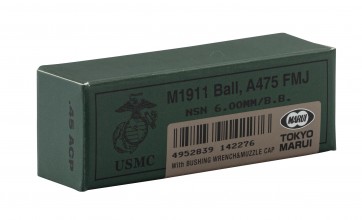 .45 ACP
USMC
M1911 Ball, A475 FMJ
NSN 6.00MM/B.B.
4952839 142276
With BUSHING WRENCH&MUZZLE CAP
MARUI
TOKYO
MARUI